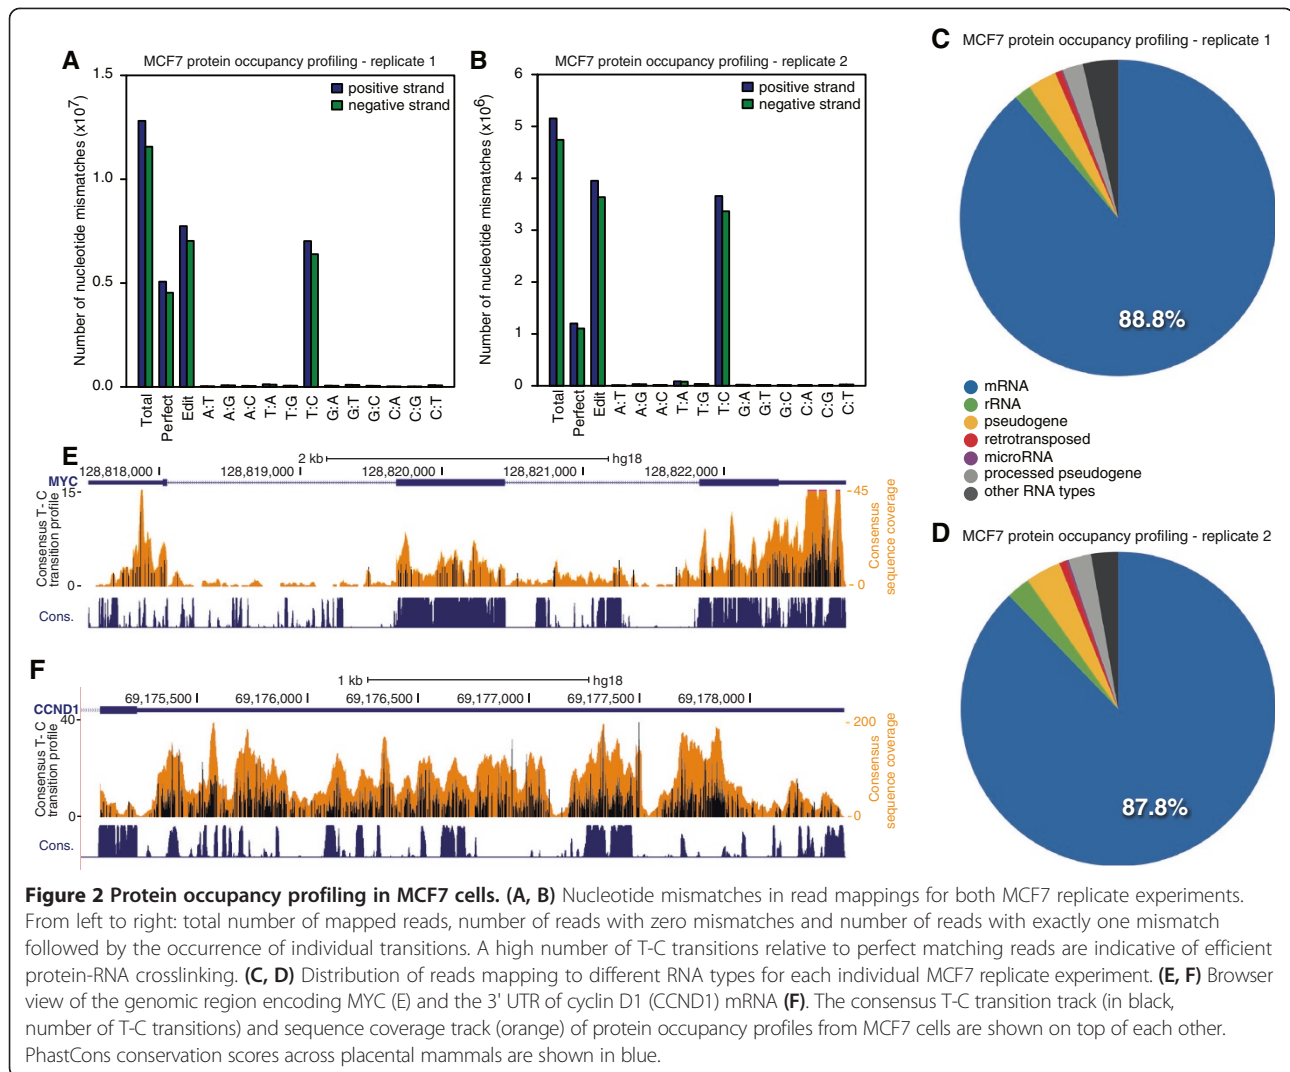 A
MCF7 protein occupancy profiling - replicate 1
Number of nucleotide mismatches (x10⁷)
1.5
1.0
0.5
0.0
positive strand
negative strand
Total
Perfect
Edit
A:T
A:G
A:C
T:A
T:G
T:C
G:A
G:T
G:C
C:A
C:G
C:T
B
MCF7 protein occupancy profiling - replicate 2
Number of nucleotide mismatches (x10⁶)
6
5
4
3
2
1
0
positive strand
negative strand
Total
Perfect
Edit
A:T
A:G
A:C
T:A
T:G
T:C
G:A
G:T
G:C
C:A
C:G
C:T
C
MCF7 protein occupancy profiling - replicate 1
88.8%
mRNA
rRNA
pseudogene
retrotransposed
microRNA
processed pseudogene
other RNA types
D
MCF7 protein occupancy profiling - replicate 2
87.8%
E
2 kb
hg18
128,818,000
128,819,000
128,820,000
128,821,000
128,822,000
MYC
15
0
Consensus T- C
transition profile
45
0
Consensus
sequence coverage
Cons.
F
1 kb
hg18
69,175,500
69,176,000
69,176,500
69,177,000
69,177,500
69,178,000
CCND1
40
0
Consensus T- C
transition profile
200
0
Consensus
sequence coverage
Cons.
Figure 2 Protein occupancy profiling in MCF7 cells. (A, B) Nucleotide mismatches in read mappings for both MCF7 replicate experiments.
From left to right: total number of mapped reads, number of reads with zero mismatches and number of reads with exactly one mismatch
followed by the occurrence of individual transitions. A high number of T-C transitions relative to perfect matching reads are indicative of efficient
protein-RNA crosslinking. (C, D) Distribution of reads mapping to different RNA types for each individual MCF7 replicate experiment. (E, F) Browser
view of the genomic region encoding MYC (E) and the 3' UTR of cyclin D1 (CCND1) mRNA (F). The consensus T-C transition track (in black,
number of T-C transitions) and sequence coverage track (orange) of protein occupancy profiles from MCF7 cells are shown on top of each other.
PhastCons conservation scores across placental mammals are shown in blue.